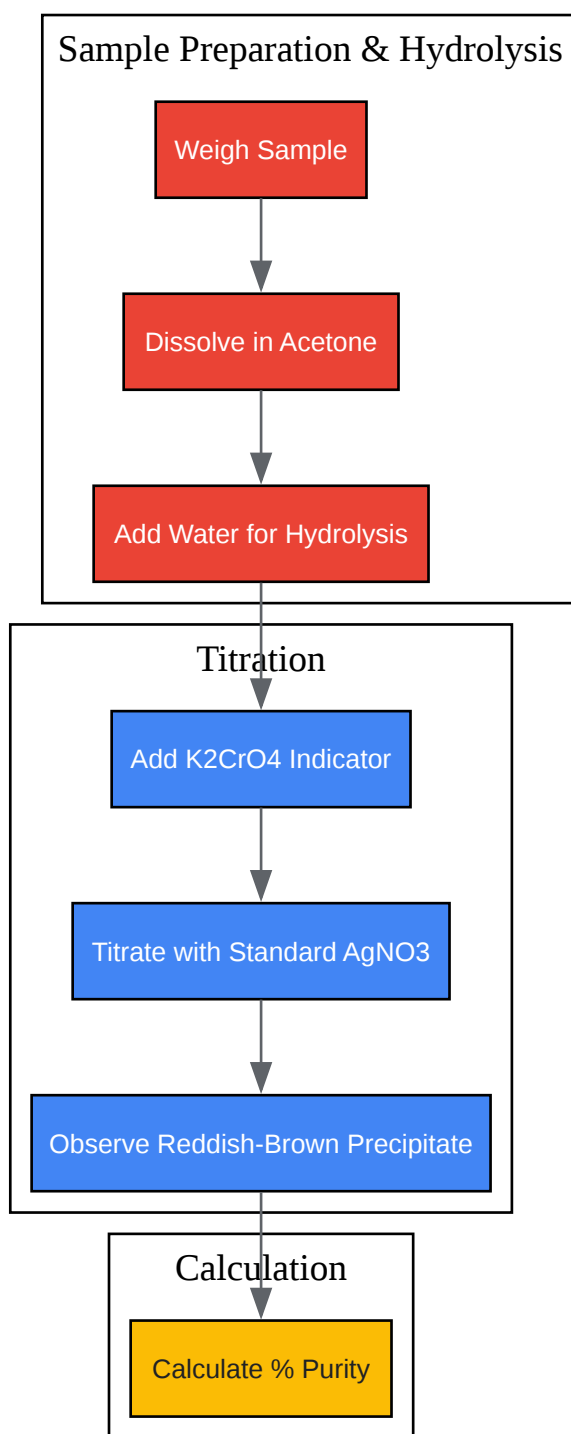 Sample Preparation & Hydrolysis
Weigh Sample
Dissolve in Acetone
Add Water for Hydrolysis
Titration
Add K2CrO4 Indicator
Titrate with Standard AgNO3
Observe Reddish-Brown Precipitate
Calculation
Calculate % Purity